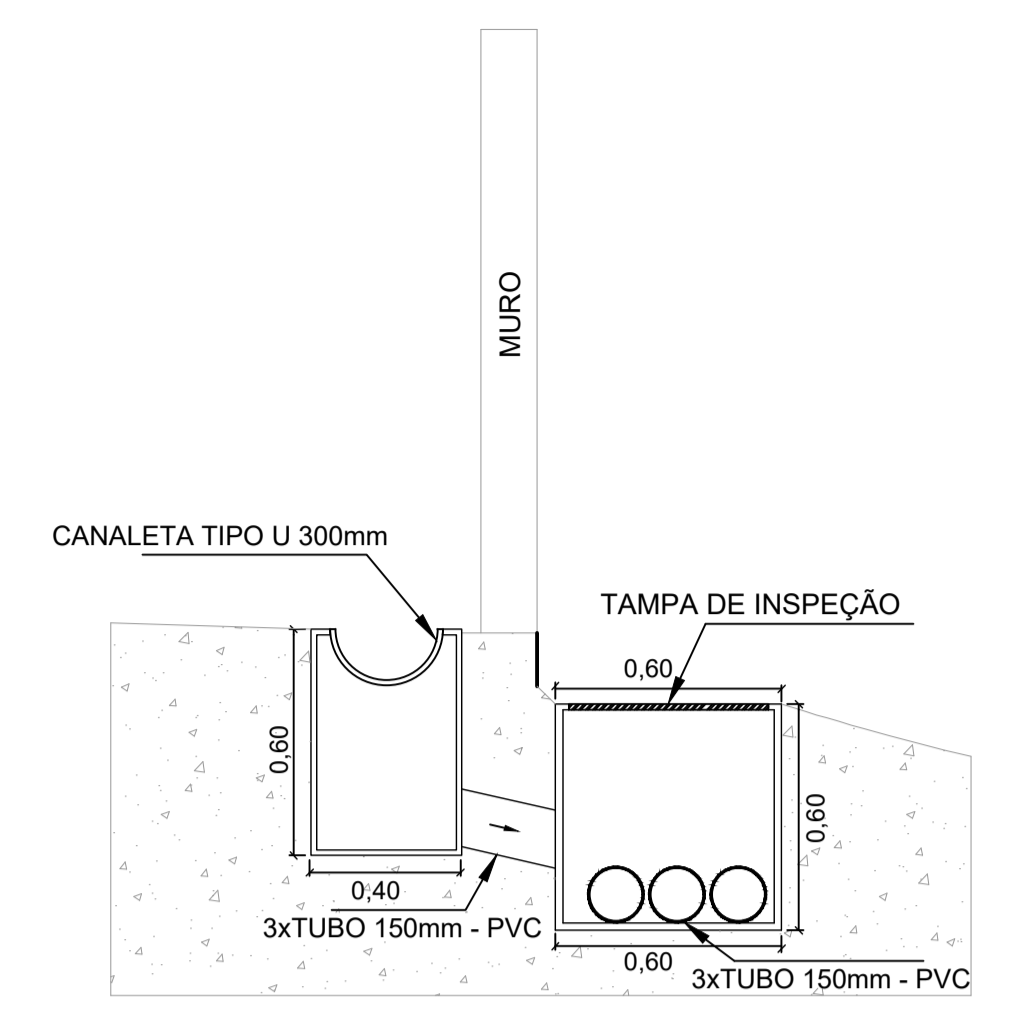 MURO
CANALETA TIPO U 300mm
TAMPA DE INSPEÇÃO
0,60
0,60
0,60
0,40
3xTUBO 150mm - PVC
0,60
3xTUBO 150mm - PVC